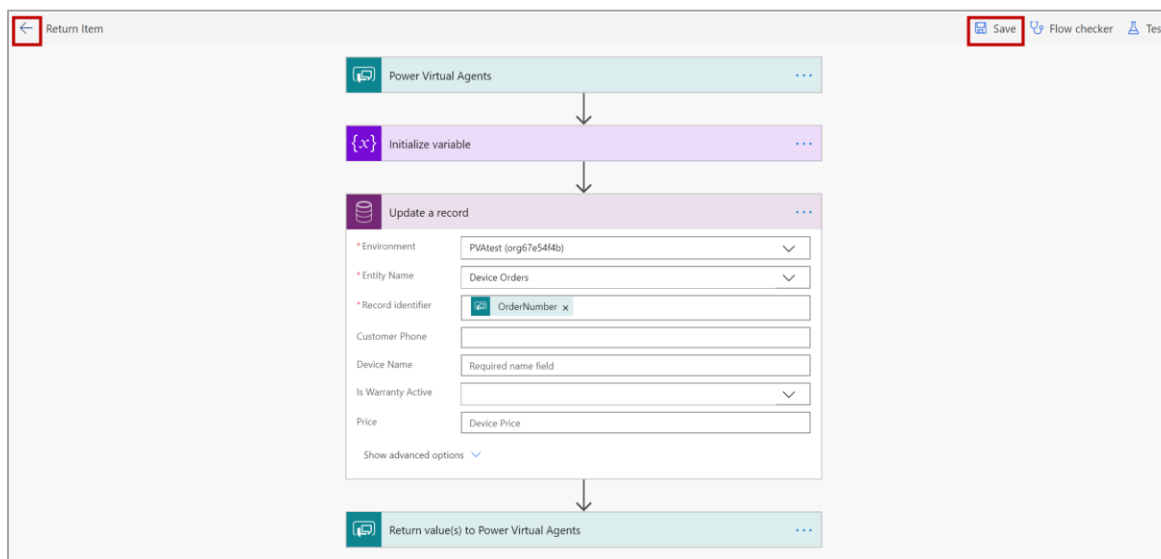 Return Item
Save Flow checker Tes
Power Virtual Agents
{x} Initialize variable
Update a record
* Environment PVAtest (org67e54f4b)
* Entity Name Device Orders
* Record identifier OrderNumber ×
Customer Phone
Device Name Required name field
Is Warranty Active
Price Device Price
Show advanced options
Return value(s) to Power Virtual Agents